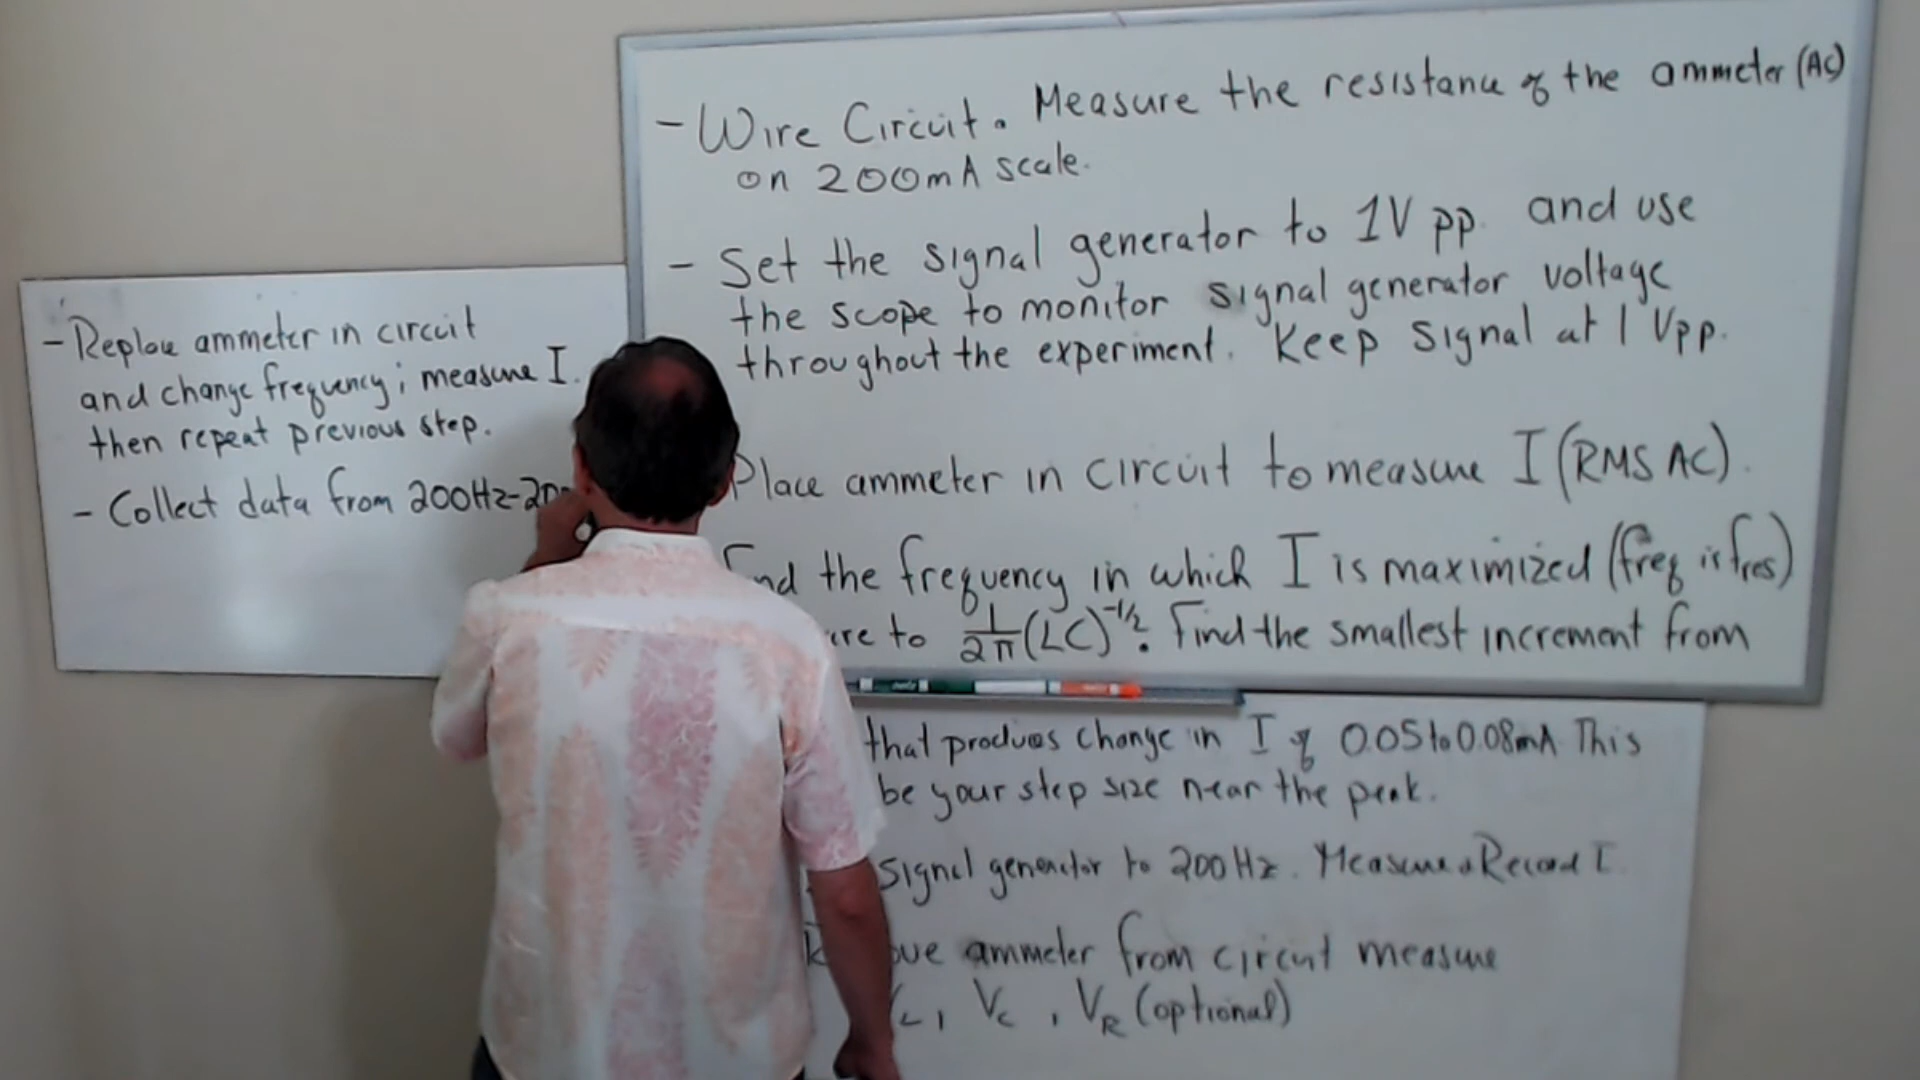 - Wire Circuit. Measure the resistance of the ammeter (AC)
on 200mA scale.
- Set the signal generator to 1V pp. and use
the scope to monitor signal generator voltage
throughout the experiment. Keep Signal at 1 Vpp.
Place ammeter in circuit to measure I (RMS AC).
the frequency in which I is maximized (freq is fres)
to 1/2π (LC)^-1/2. Find the smallest increment from
that produces change in I of 0.05 to 0.08mA This
be your step size near the peak.
signal generator to 200 Hz. Measure & Record I.
ammeter from circuit measure
, Vc , VR (optional)
- Replace ammeter in circuit
and change frequency; measure I.
then repeat previous step.
- Collect data from 200Hz-